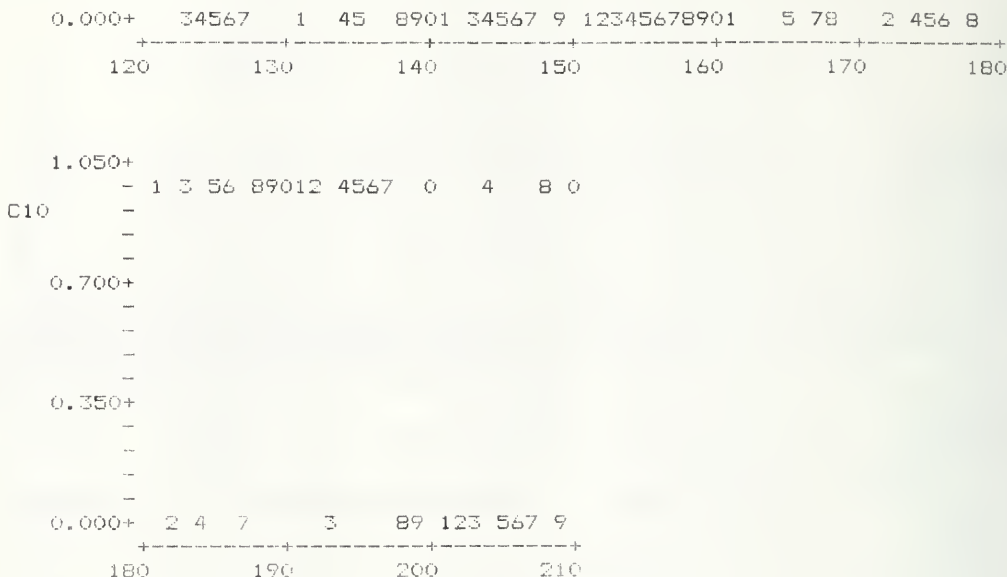 0.000+   34567   1  45  8901 34567 9 12345678901   5 78   2 456 8
+---------+---------+---------+---------+---------+---------+
120       130       140       150       160       170       180
1.050+
- 1 3 56 89012 4567  0   4   8 0
C10   -
-
-
0.700+
-
-
-
-
0.350+
-
-
-
-
0.000+  2 4  7     3    89 123 567 9
+---------+---------+---------+
180       190       200       210